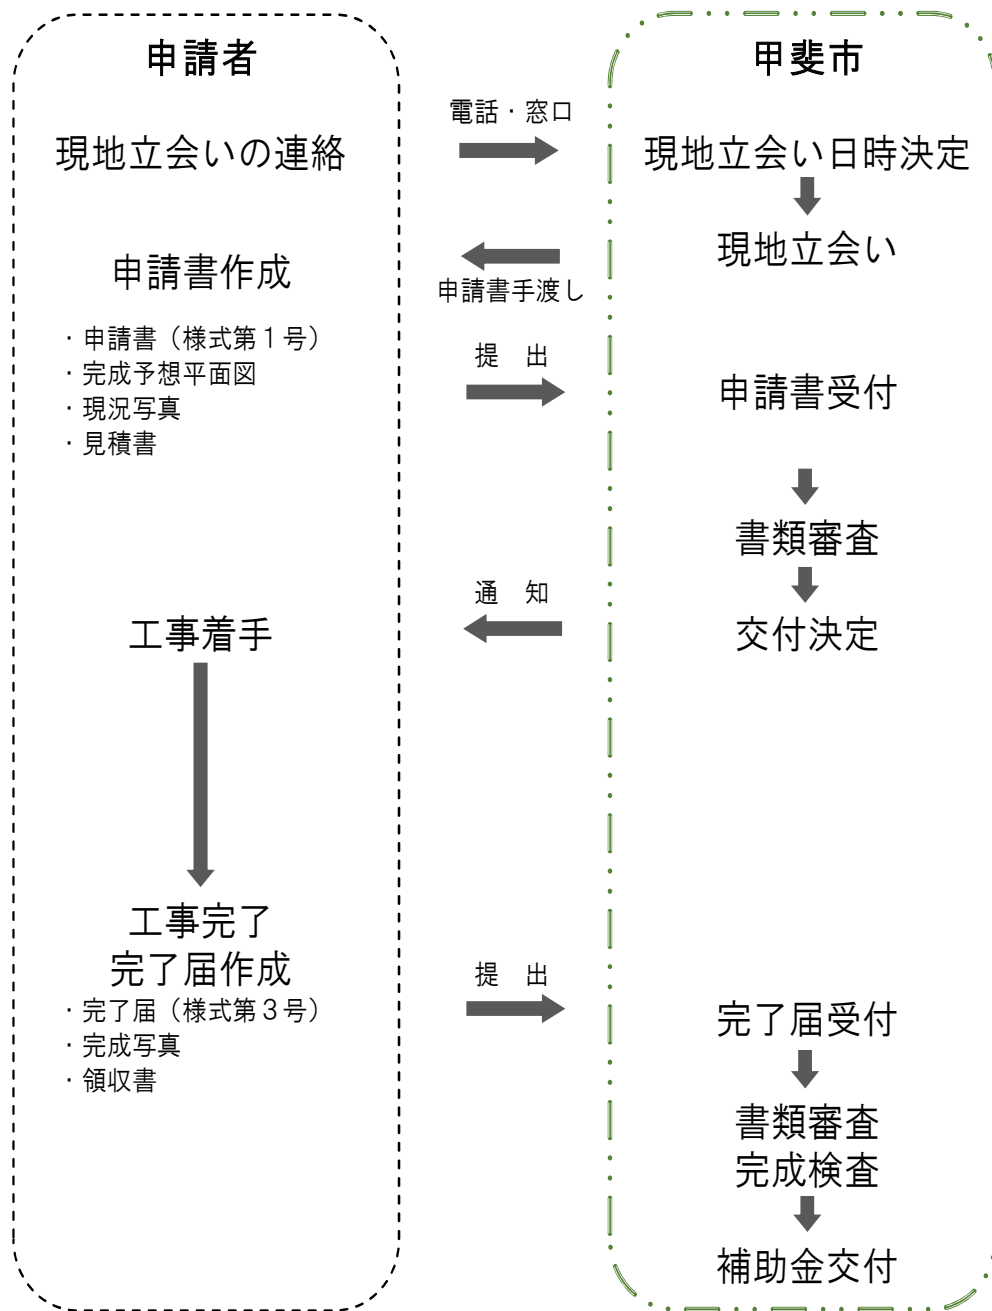 申請者
甲斐市
電話・窓口
現地立会いの連絡
現地立会い日時決定
現地立会い
申請書作成
申請書手渡し
・申請書（様式第１号）
・完成予想平面図
・現況写真
・見積書
提　出
申請書受付
書類審査
通　知
工事着手
交付決定
工事完了
完了届作成
・完了届（様式第３号）
・完成写真
・領収書
提　出
完了届受付
書類審査
完成検査
補助金交付